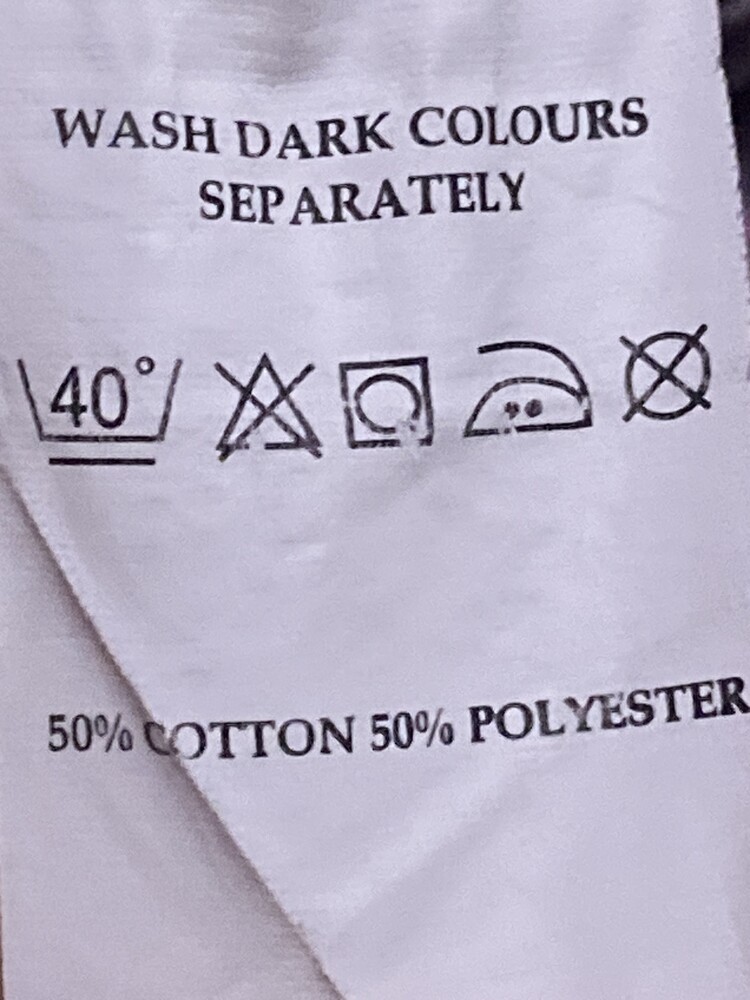 WASH DARK COLOURS
SEPARATELY
40°
50% COTTON 50% POLYESTER